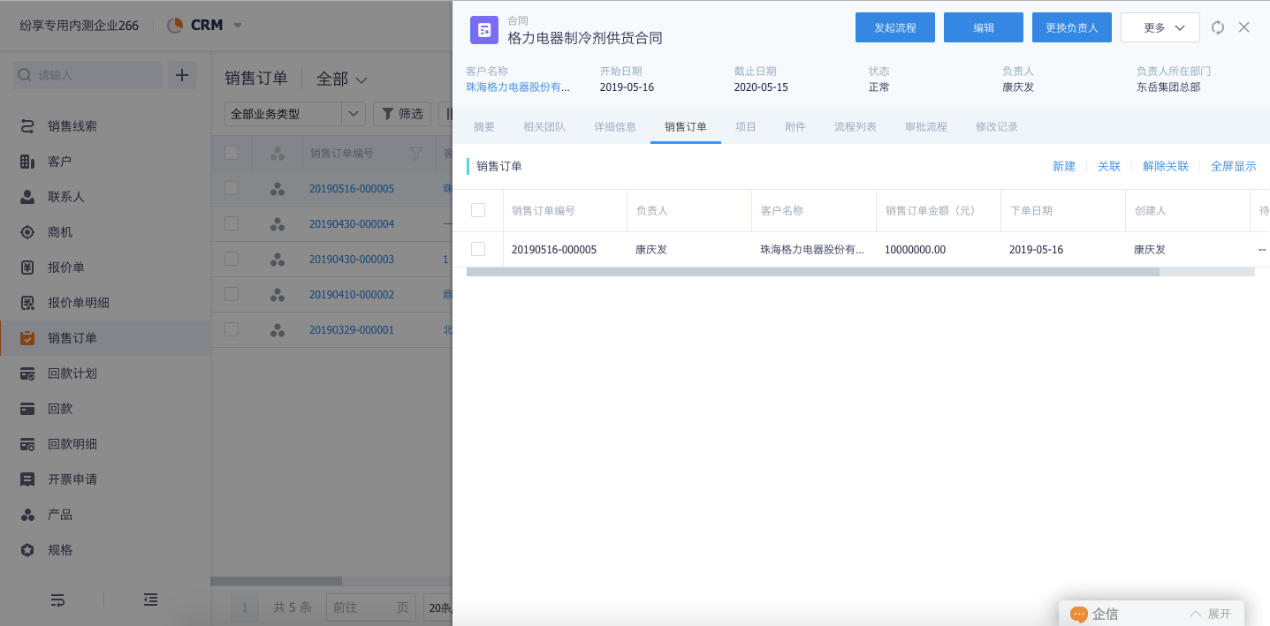 纷享专用内测企业266
CRM
请输入
销售线索
客户
联系人
商机
报价单
报价单明细
销售订单
回款计划
回款
回款明细
开票申请
产品
规格
销售订单
全部
全部业务类型
筛选
销售订单编号
客
20190516-000005
珠
20190430-000004
一
20190430-000003
1
20190410-000002
鼎
20190329-000001
北
1
共 5 条
前往
页
20条
合同
格力电器制冷剂供货合同
发起流程
编辑
更换负责人
更多
客户名称
开始日期
截止日期
状态
负责人
负责人所在部门
珠海格力电器股份有...
2019-05-16
2020-05-15
正常
康庆发
东岳集团总部
摘要
相关团队
详细信息
销售订单
项目
附件
流程列表
审批流程
修改记录
销售订单
新建
关联
解除关联
全屏显示
销售订单编号
负责人
客户名称
销售订单金额（元）
下单日期
创建人
待
20190516-000005
康庆发
珠海格力电器股份有...
10000000.00
2019-05-16
康庆发
--
企信
展开